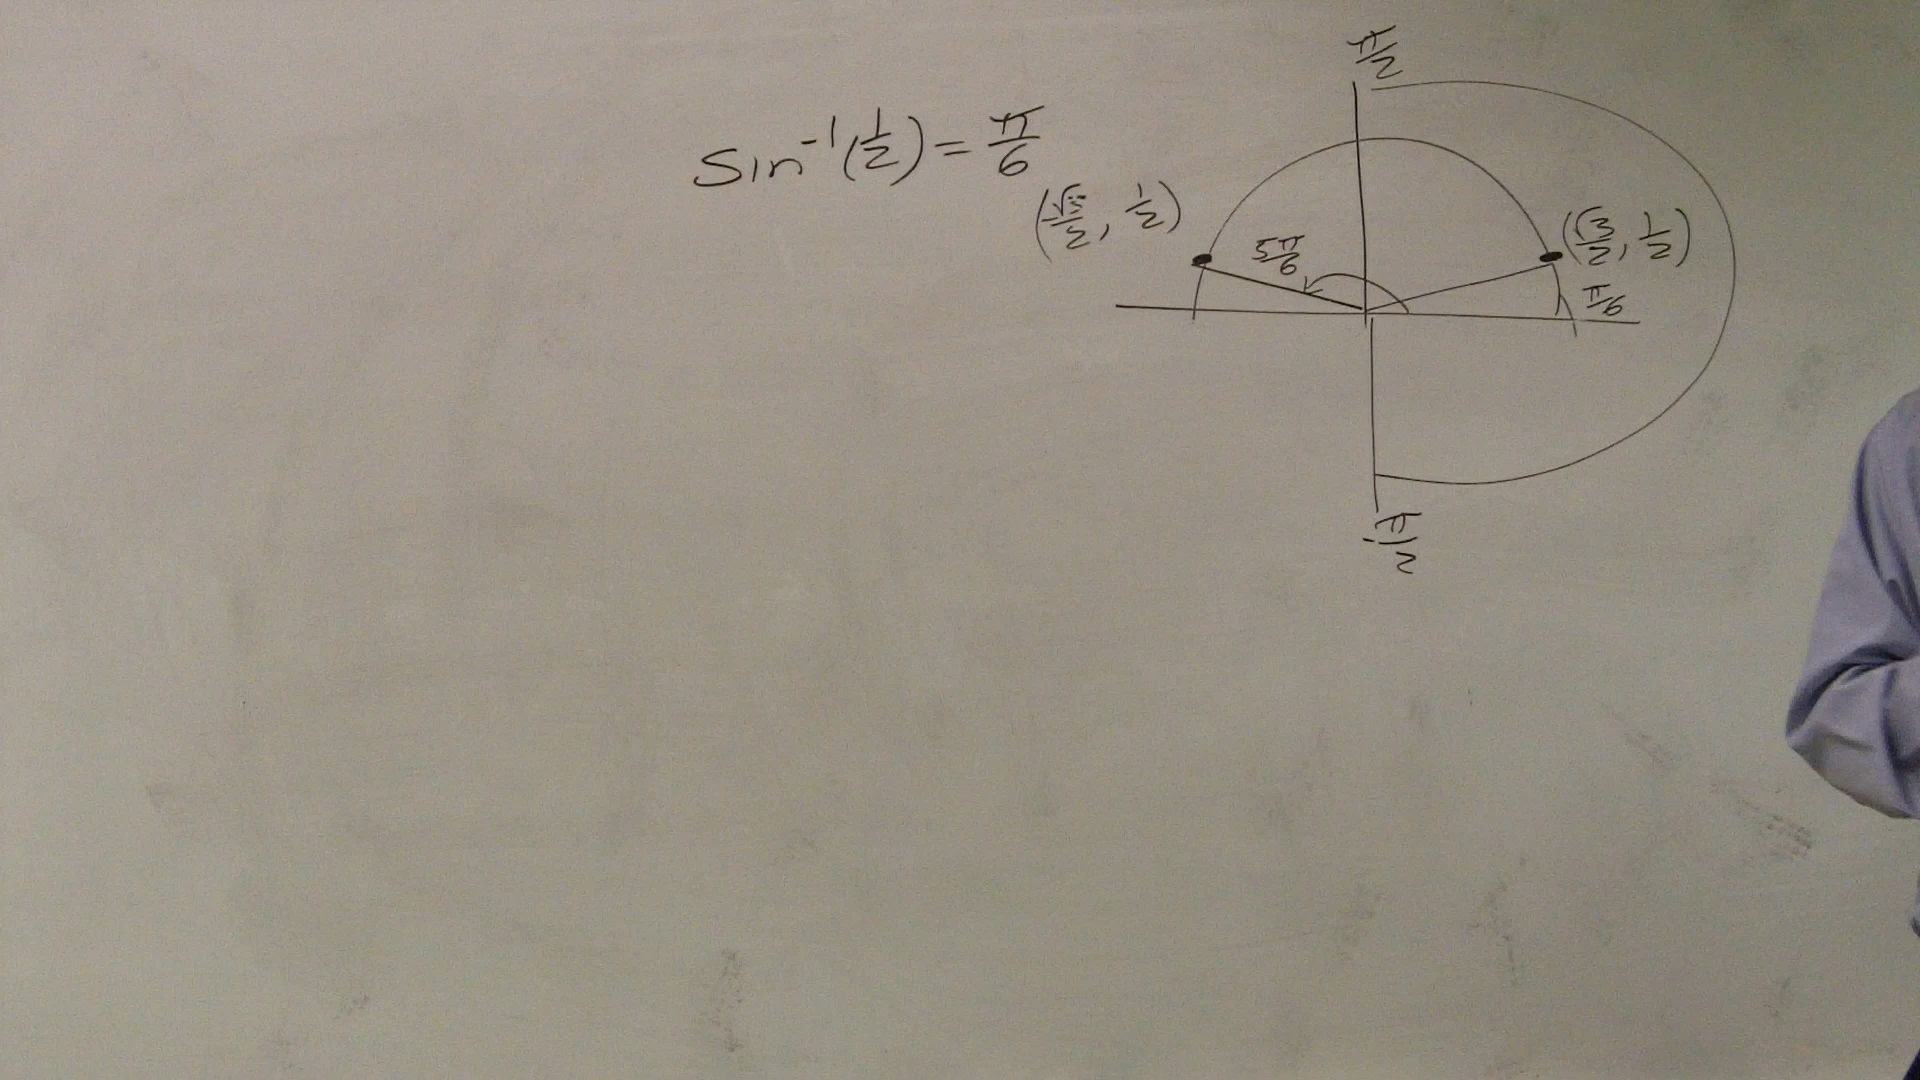 π/2
sin⁻¹(1/2) = π/6
(-√3/2, 1/2)
5π/6
(√3/2, 1/2)
π/6
-π/2